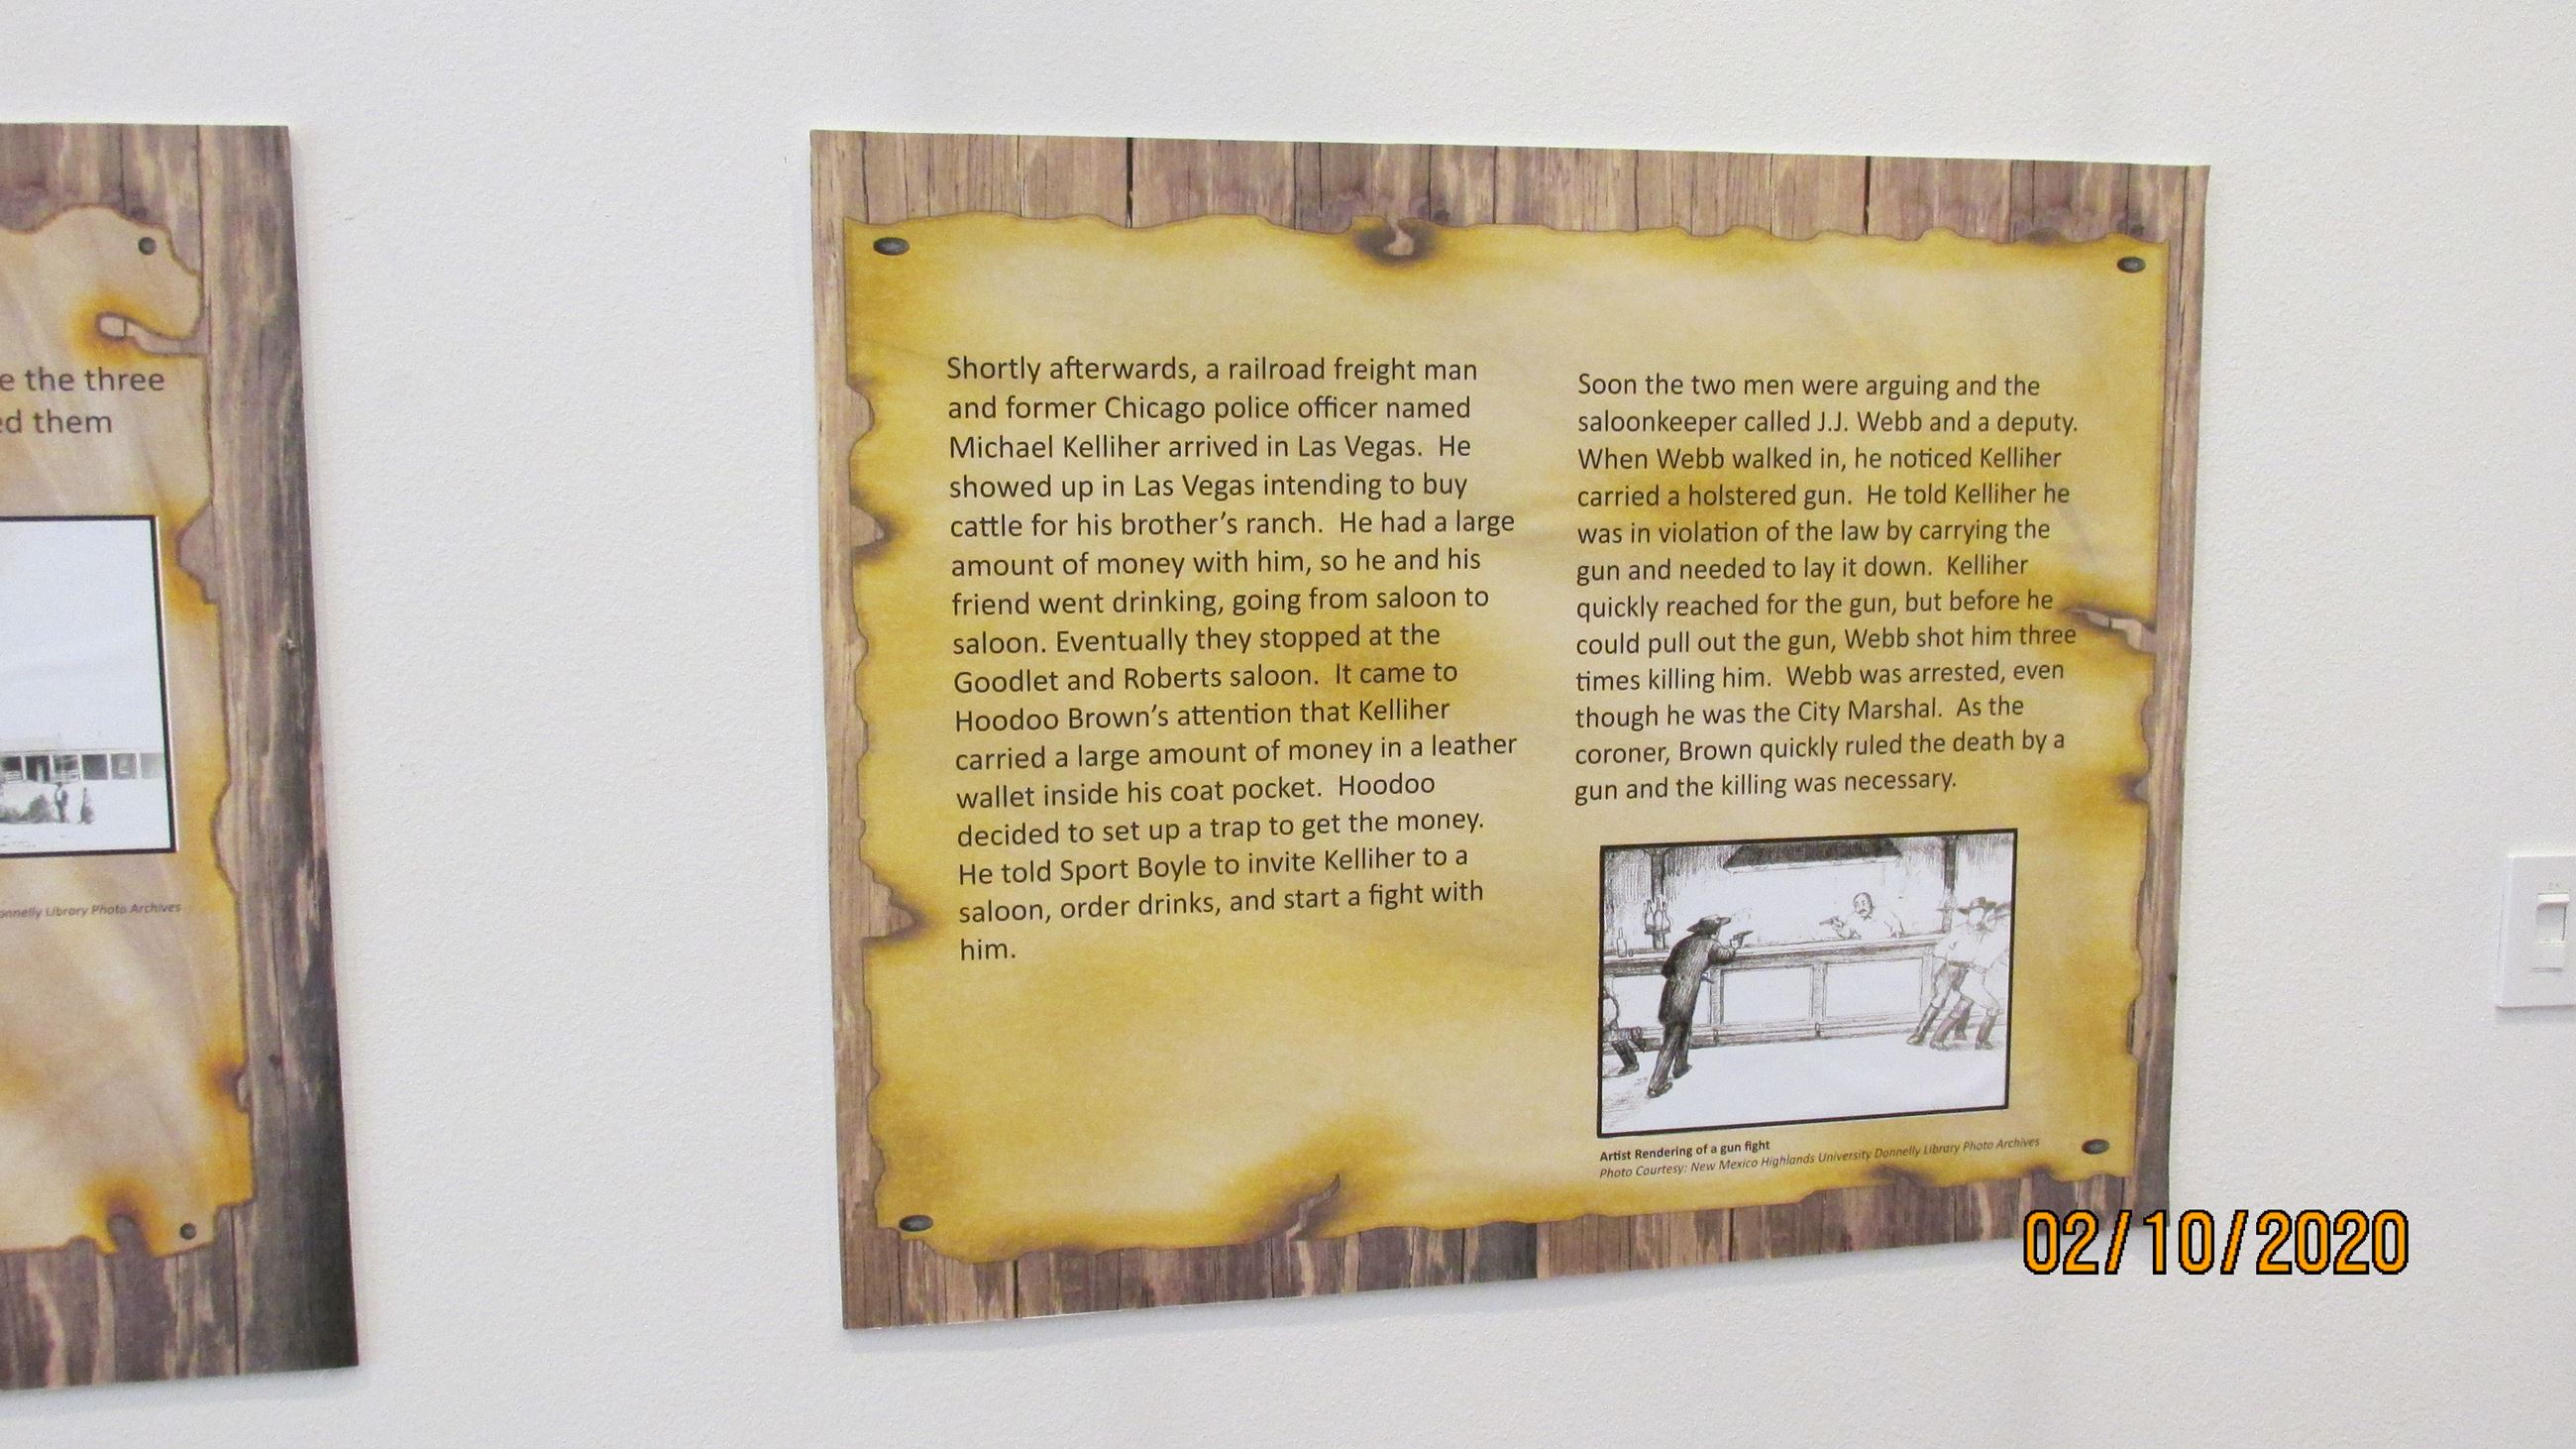 e the three
ed them
onnelly Library Photo Archives
Shortly afterwards, a railroad freight man
and former Chicago police officer named
Michael Kelliher arrived in Las Vegas. He
showed up in Las Vegas intending to buy
cattle for his brother's ranch. He had a large
amount of money with him, so he and his
friend went drinking, going from saloon to
saloon. Eventually they stopped at the
Goodlet and Roberts saloon. It came to
Hoodoo Brown's attention that Kelliher
carried a large amount of money in a leather
wallet inside his coat pocket. Hoodoo
decided to set up a trap to get the money.
He told Sport Boyle to invite Kelliher to a
saloon, order drinks, and start a fight with
him.
Soon the two men were arguing and the
saloonkeeper called J.J. Webb and a deputy.
When Webb walked in, he noticed Kelliher
carried a holstered gun. He told Kelliher he
was in violation of the law by carrying the
gun and needed to lay it down. Kelliher
quickly reached for the gun, but before he
could pull out the gun, Webb shot him three
times killing him. Webb was arrested, even
though he was the City Marshal. As the
coroner, Brown quickly ruled the death by a
gun and the killing was necessary.
Artist Rendering of a gun fight
Photo Courtesy: New Mexico Highlands University Donnelly Library Photo Archives
02/10/2020